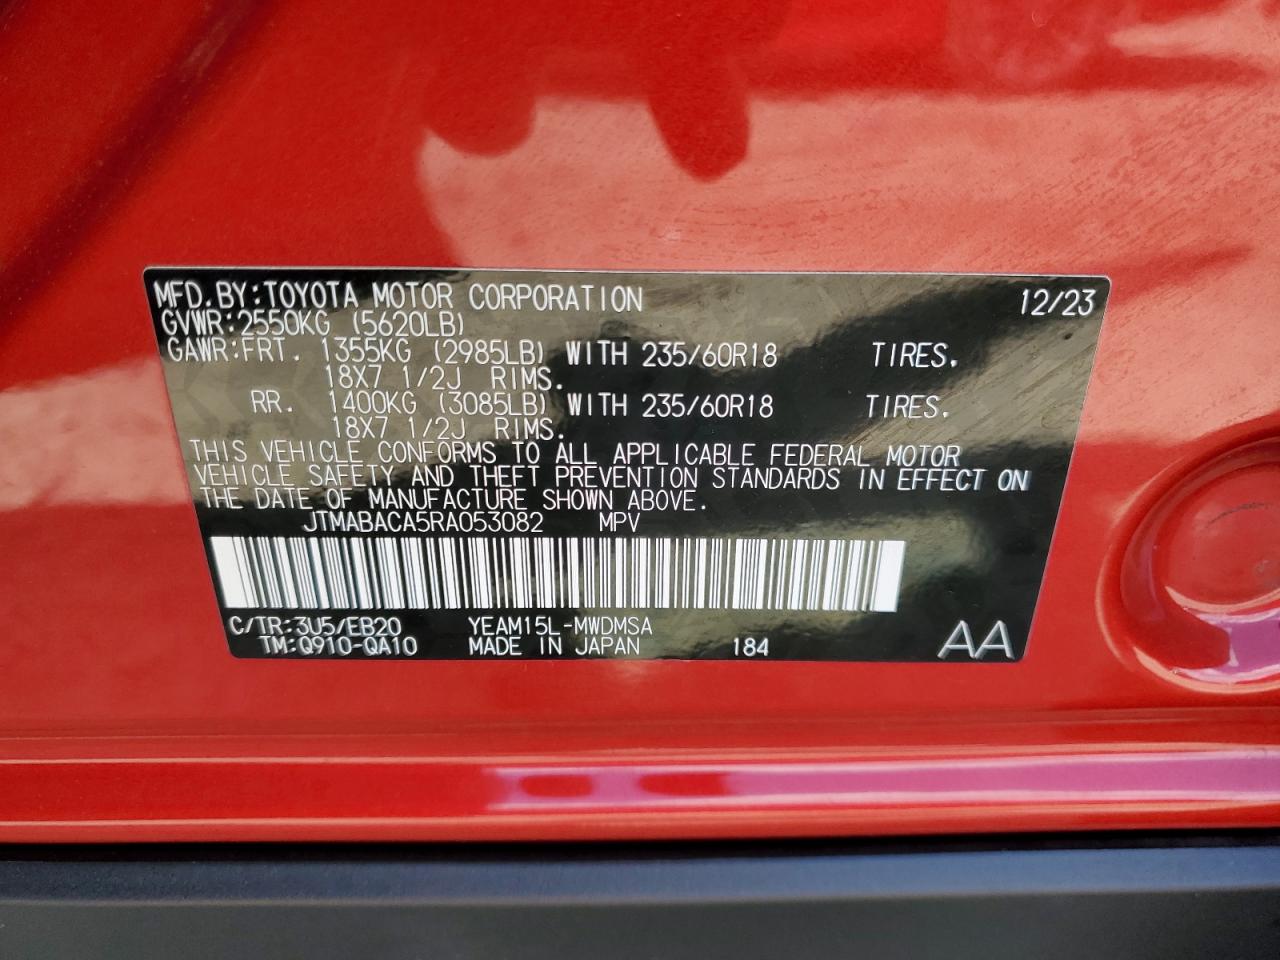 MFD.BY:TOYOTA MOTOR CORPORATION 12/23
GVWR:2550KG (5620LB)
GAWR:FRT. 1355KG (2985LB) WITH 235/60R18 TIRES.
18X7 1/2J RIMS.
RR. 1400KG (3085LB) WITH 235/60R18 TIRES.
18X7 1/2J RIMS.
THIS VEHICLE CONFORMS TO ALL APPLICABLE FEDERAL MOTOR
VEHICLE SAFETY AND THEFT PREVENTION STANDARDS IN EFFECT ON
THE DATE OF MANUFACTURE SHOWN ABOVE.
JTMABACA5RA053082 MPV
C/TR:3U5/EB20 YEAM15L-MWDMSA
TM:Q910-QA10 MADE IN JAPAN 184 AA